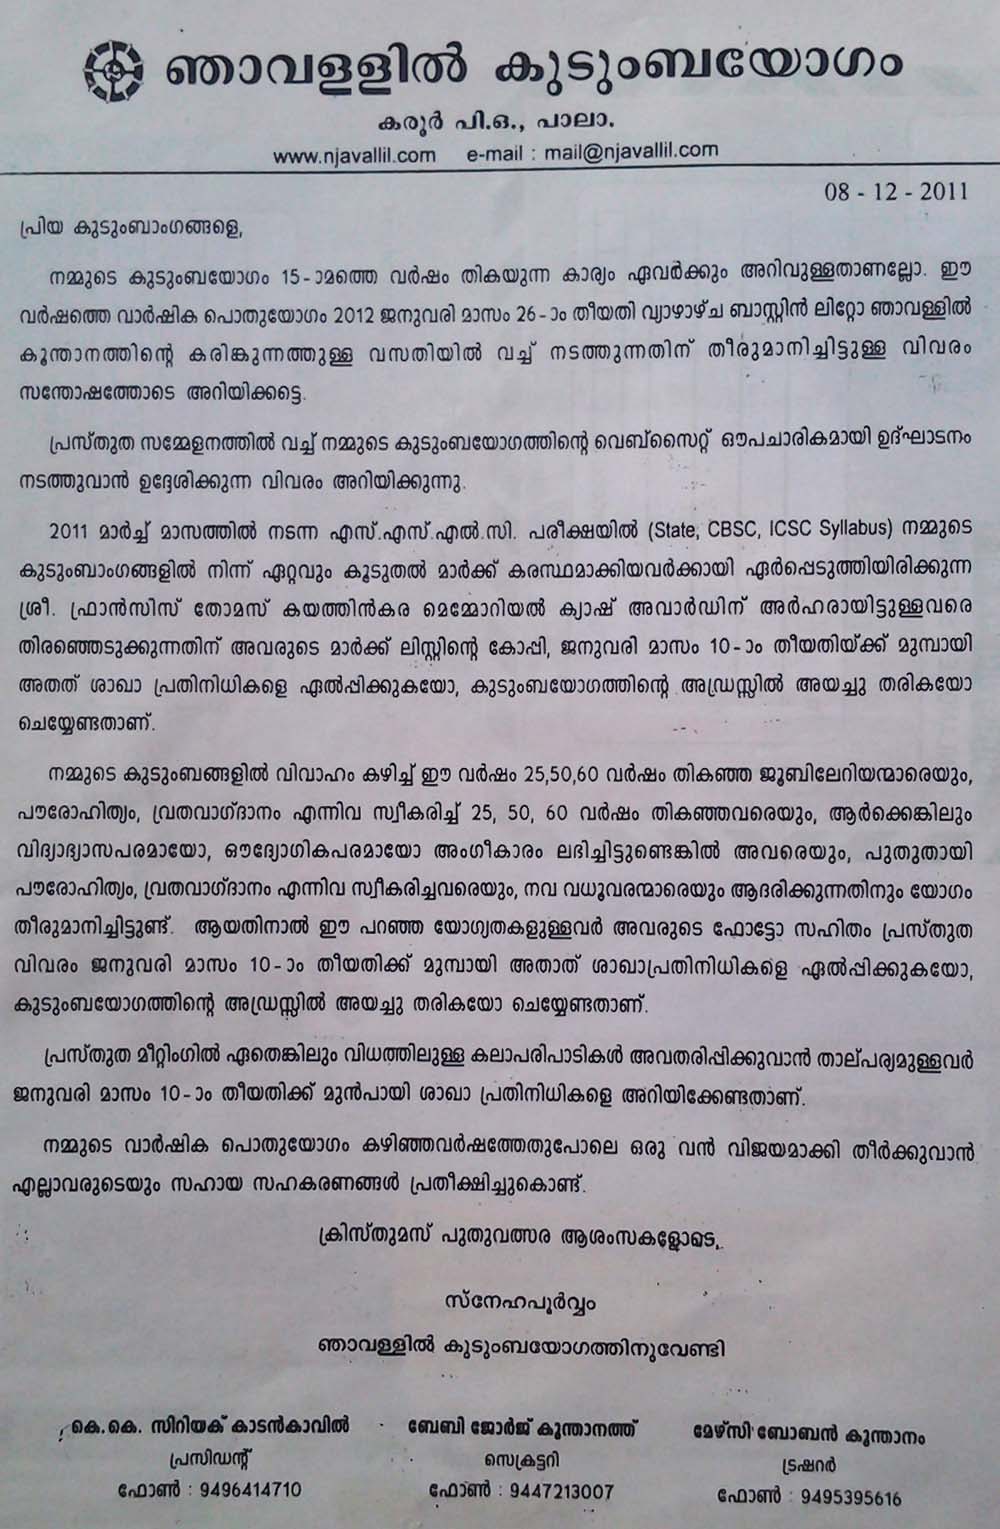 ഞാവള്ളിൽ കുടുംബയോഗം
കരൂർ പി.ഒ., പാലാ.
www.njavallil.com e-mail : mail@njavallil.com
08 - 12 - 2011
പ്രിയ കുടുംബാംഗങ്ങളെ,
നമ്മുടെ കുടുംബയോഗം 15-ാമത്തെ വർഷം തികയുന്ന കാര്യം ഏവർക്കും അറിവുള്ളതാണല്ലോ. ഈ
വർഷത്തെ വാർഷിക പൊതുയോഗം 2012 ജനുവരി മാസം 26-ാം തീയതി വ്യാഴാഴ്ച ബാസ്റ്റിൻ ലിറ്റോ ഞാവള്ളിൽ
കൂന്താനത്തിന്റെ കരിങ്കുന്നത്തുള്ള വസതിയിൽ വച്ച് നടത്തുന്നതിന് തീരുമാനിച്ചിട്ടുള്ള വിവരം
സന്തോഷത്തോടെ അറിയിക്കട്ടെ.
പ്രസ്തുത സമ്മേളനത്തിൽ വച്ച് നമ്മുടെ കുടുംബയോഗത്തിന്റെ വെബ്സൈറ്റ് ഔപചാരികമായി ഉദ്ഘാടനം
നടത്തുവാൻ ഉദ്ദേശിക്കുന്ന വിവരം അറിയിക്കുന്നു.
2011 മാർച്ച് മാസത്തിൽ നടന്ന എസ്.എസ്.എൽ.സി. പരീക്ഷയിൽ (State, CBSC, ICSC Syllabus) നമ്മുടെ
കുടുംബാംഗങ്ങളിൽ നിന്ന് ഏറ്റവും കൂടുതൽ മാർക്ക് കരസ്ഥമാക്കിയവർക്കായി ഏർപ്പെടുത്തിയിരിക്കുന്ന
ശ്രീ. ഫ്രാൻസിസ് തോമസ് കയത്തിൻകര മെമ്മോറിയൽ ക്യാഷ് അവാർഡിന് അർഹരായിട്ടുള്ളവരെ
തിരഞ്ഞെടുക്കുന്നതിന് അവരുടെ മാർക്ക് ലിസ്റ്റിന്റെ കോപ്പി, ജനുവരി മാസം 10-ാം തീയതിയ്ക്ക് മുമ്പായി
അതത് ശാഖാ പ്രതിനിധികളെ ഏൽപ്പിക്കുകയോ, കുടുംബയോഗത്തിന്റെ അഡ്രസ്സിൽ അയച്ചു തരികയോ
ചെയ്യേണ്ടതാണ്.
നമ്മുടെ കുടുംബങ്ങളിൽ വിവാഹം കഴിച്ച് ഈ വർഷം 25,50,60 വർഷം തികഞ്ഞ ജൂബിലേറിയന്മാരെയും,
പൗരോഹിത്യം, വ്രതവാഗ്ദാനം എന്നിവ സ്വീകരിച്ച് 25, 50, 60 വർഷം തികഞ്ഞവരെയും, ആർക്കെങ്കിലും
വിദ്യാഭ്യാസപരമായോ, ഔദ്യോഗികപരമായോ അംഗീകാരം ലഭിച്ചിട്ടുണ്ടെങ്കിൽ അവരെയും, പുതുതായി
പൗരോഹിത്യം, വ്രതവാഗ്ദാനം എന്നിവ സ്വീകരിച്ചവരെയും, നവ വധൂവരന്മാരെയും ആദരിക്കുന്നതിനും യോഗം
തീരുമാനിച്ചിട്ടുണ്ട്. ആയതിനാൽ ഈ പറഞ്ഞ യോഗ്യതകളുള്ളവർ അവരുടെ ഫോട്ടോ സഹിതം പ്രസ്തുത
വിവരം ജനുവരി മാസം 10-ാം തീയതിക്ക് മുമ്പായി അതാത് ശാഖാപ്രതിനിധികളെ ഏൽപ്പിക്കുകയോ,
കുടുംബയോഗത്തിന്റെ അഡ്രസ്സിൽ അയച്ചു തരികയോ ചെയ്യേണ്ടതാണ്.
പ്രസ്തുത മീറ്റിംഗിൽ ഏതെങ്കിലും വിധത്തിലുള്ള കലാപരിപാടികൾ അവതരിപ്പിക്കുവാൻ താല്പര്യമുള്ളവർ
ജനുവരി മാസം 10-ാം തീയതിക്ക് മുൻപായി ശാഖാ പ്രതിനിധികളെ അറിയിക്കേണ്ടതാണ്.
നമ്മുടെ വാർഷിക പൊതുയോഗം കഴിഞ്ഞവർഷത്തേതുപോലെ ഒരു വൻ വിജയമാക്കി തീർക്കുവാൻ
എല്ലാവരുടെയും സഹായ സഹകരണങ്ങൾ പ്രതീക്ഷിച്ചുകൊണ്ട്.
ക്രിസ്തുമസ് പുതുവത്സര ആശംസകളോടെ,
സ്നേഹപൂർവ്വം
ഞാവള്ളിൽ കുടുംബയോഗത്തിനുവേണ്ടി
കെ.കെ. സിറിയക് കാടൻകാവിൽ ബേബി ജോർജ് കൂന്താനത്ത് മേഴ്സി ബോബൻ കൂന്താനം
പ്രസിഡന്റ് സെക്രട്ടറി ട്രഷറർ
ഫോൺ : 9496414710 ഫോൺ : 9447213007 ഫോൺ : 9495395616